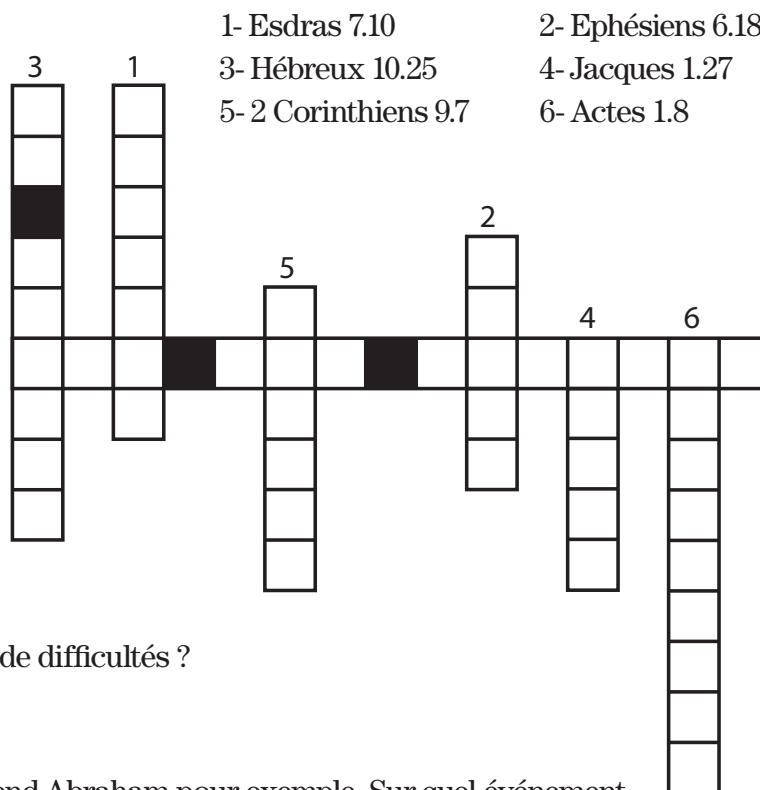 1- Esdras 7.10 2- Ephésiens 6.18
3- Hébreux 10.25 4- Jacques 1.27
5- 2 Corinthiens 9.7 6- Actes 1.8
3 1
2
5
4 6
de difficultés ?
Abraham pour exemple. Sur quel événement